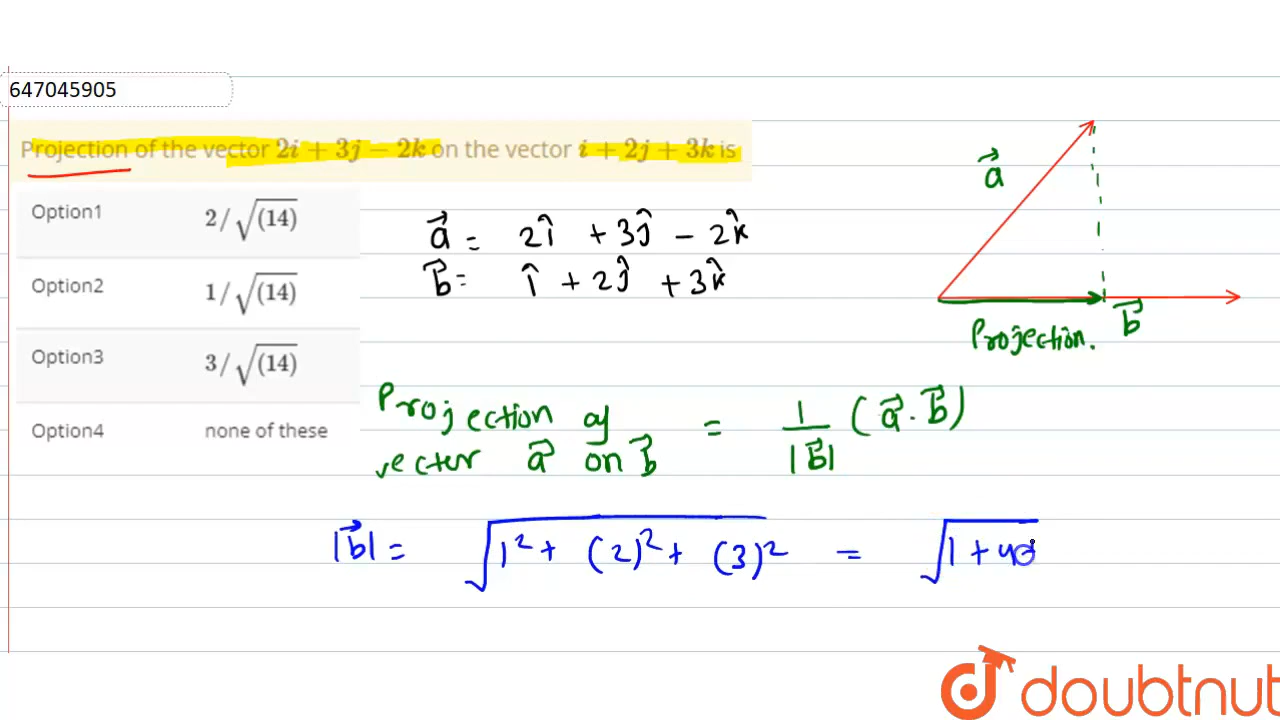 647045905
Projection of the vector 2i + 3j − 2k on the vector i + 2j + 3k is
Option1 2/√(14)
Option2 1/√(14)
Option3 3/√(14)
Option4 none of these
a⃗ = 2î + 3ĵ − 2k̂
b⃗ = î + 2ĵ + 3k̂
a⃗
b⃗
Projection.
Projection of
vector a⃗ on b⃗ = 1/|b⃗| (a⃗ . b⃗)
|b⃗| = √1² + (2)² + (3)² = √1 + 4
doubtnut